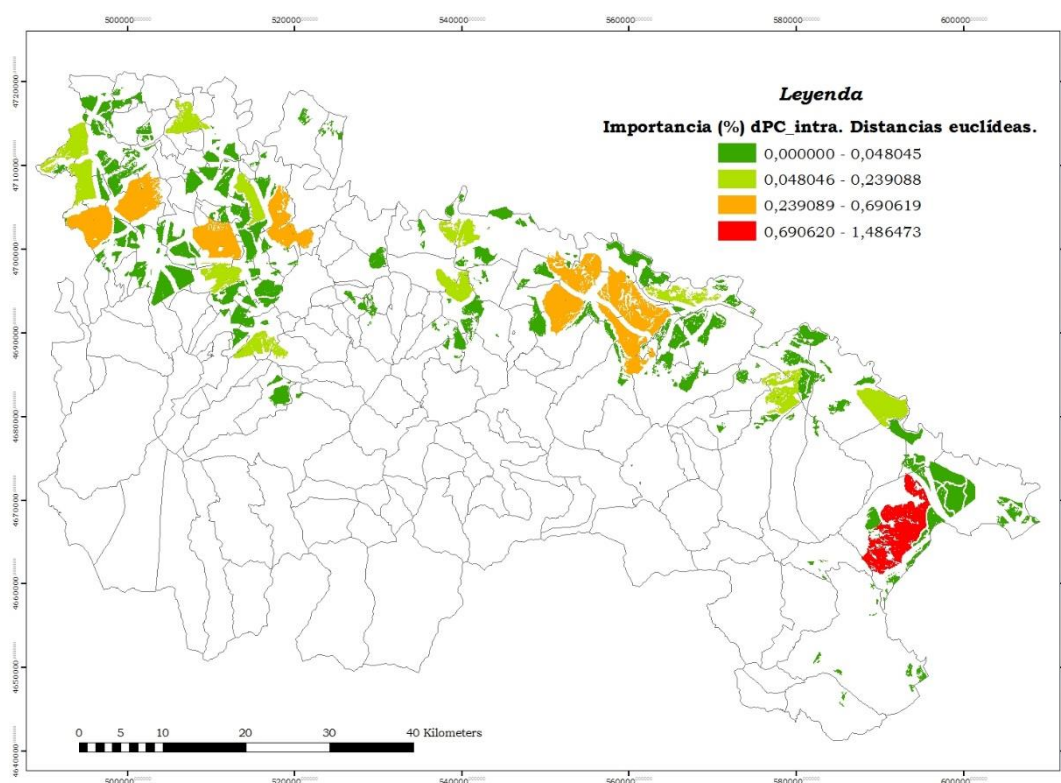 500000 520000 540000 560000 580000 600000
Leyenda
Importancia (%) dPC_intra. Distancias euclídeas.
0,000000 - 0,048045
0,048046 - 0,239088
0,239089 - 0,690619
0,690620 - 1,486473
4720000
4710000
4700000
4690000
4680000
4670000
4660000
4650000
4640000
0 5 10 20 30 40 Kilometers
500000 520000 540000 560000 580000 600000